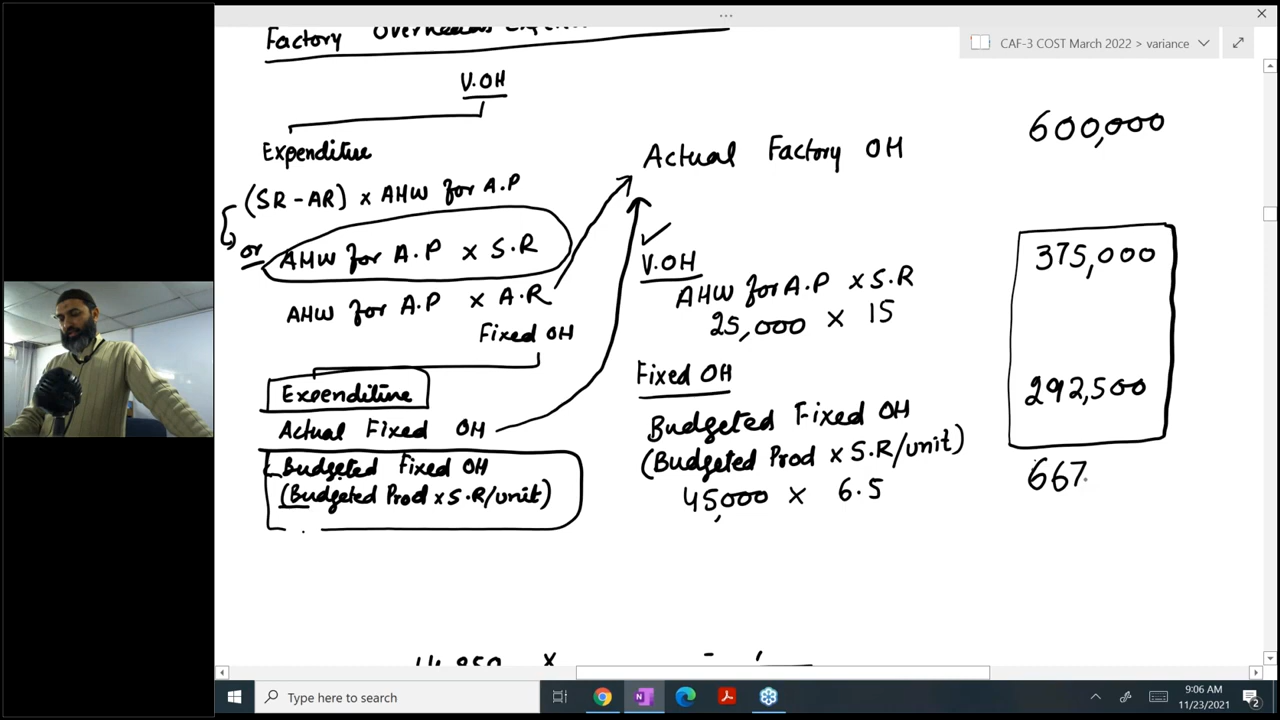 ...
CAF-3 COST March 2022 > variance
Factory Overheads
V.OH
Expenditure
(SR - AR) x AHW for A.P
or AHW for A.P x S.R
AHW for A.P x A.R
Fixed OH
Expenditure
Actual Fixed OH
Budgeted Fixed OH
(Budgeted Prod x S.R/unit)
Actual Factory OH 600,000
✓
V.OH 375,000
AHW for A.P x S.R
25,000 x 15
Fixed OH
Budgeted Fixed OH 292,500
(Budgeted Prod x S.R/unit)
45,000 x 6.5
667
Type here to search
9:06 AM
11/23/2021
2